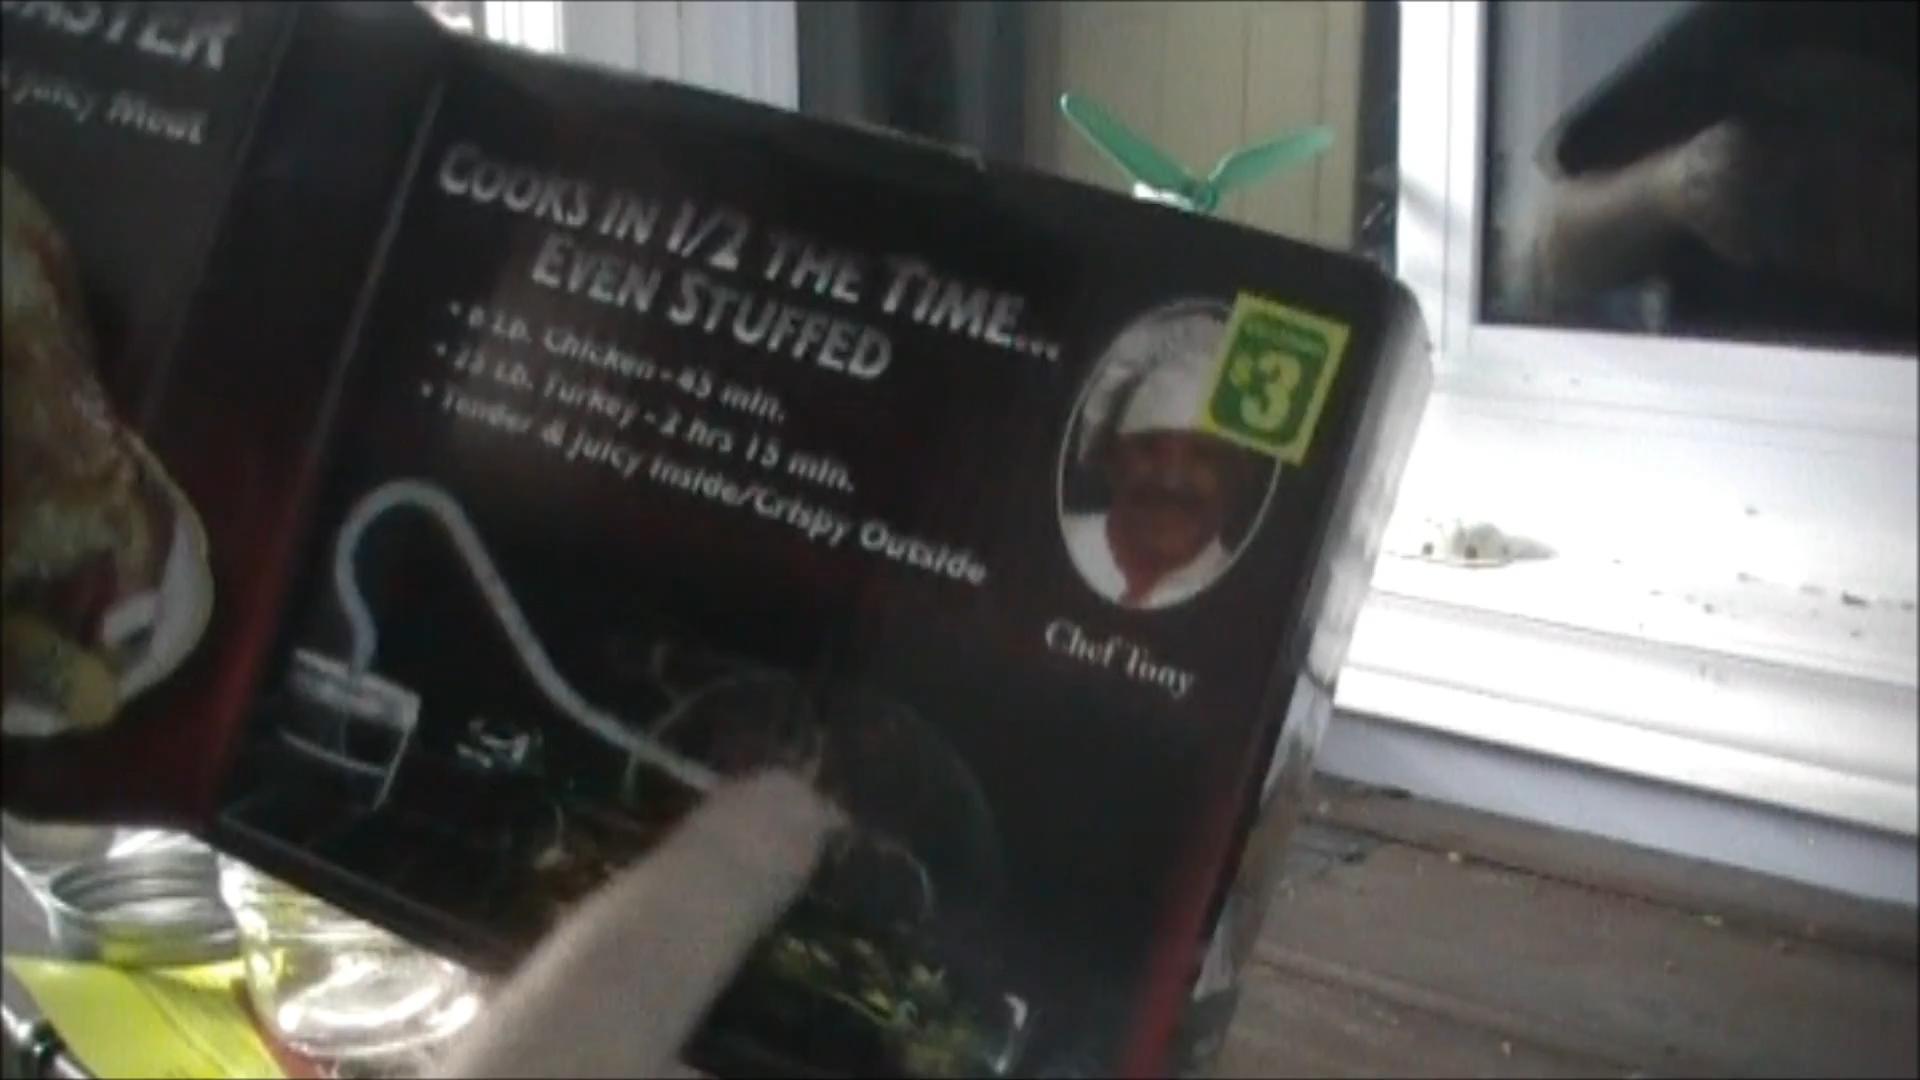 ASTER
Juicy Meat
COOKS IN 1/2 THE TIME...
EVEN STUFFED
• 6 Lb. Chicken - 45 min.
• 25 Lb. Turkey - 2 hrs 15 min.
• Tender & Juicy Inside/Crispy Outside
$3
Chef Tony